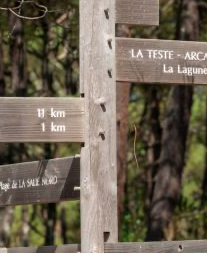 LA TESTE - ARCA
La Lagune
11 km
1 km
Plage de LA SALIE NORD